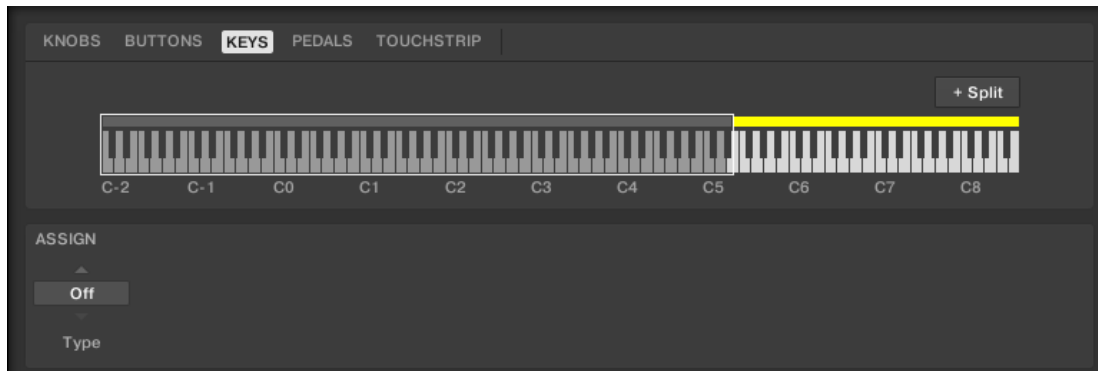 KNOBS BUTTONS KEYS PEDALS TOUCHSTRIP
+ Split
C-2 C-1 C0 C1 C2 C3 C4 C5 C6 C7 C8
ASSIGN
Off
Type